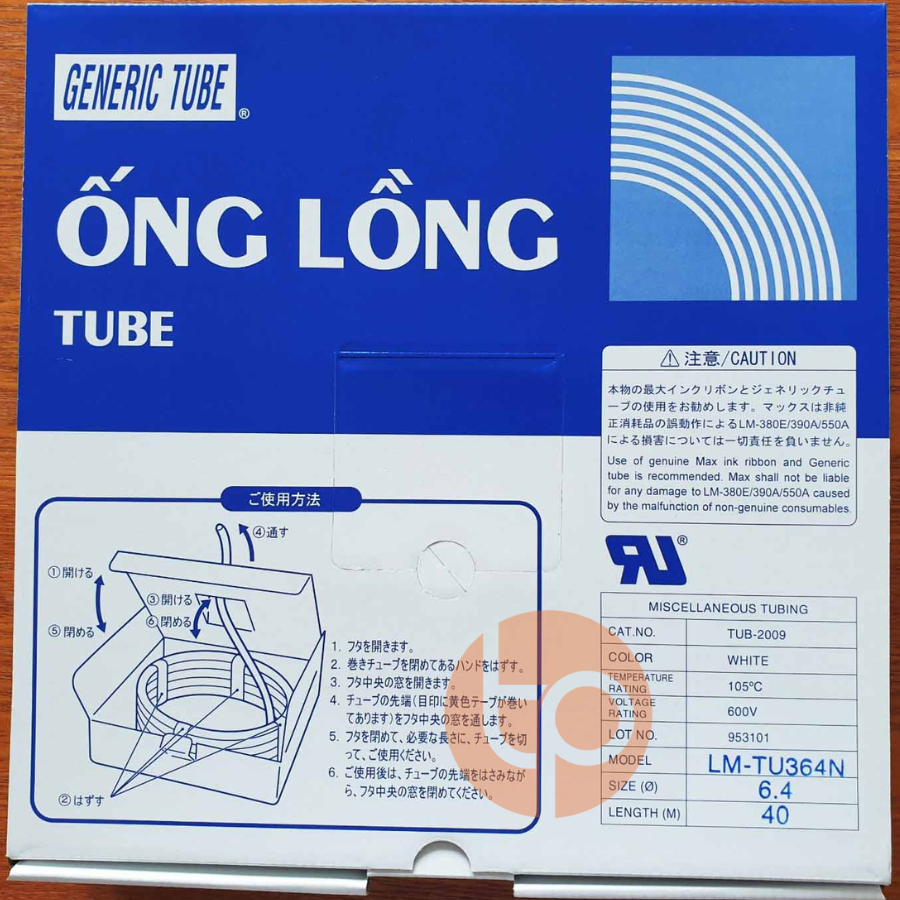 GENERIC TUBE ®
ỐNG LỒNG
TUBE
⚠ 注意/CAUTION
本物の最大インクリボンとジェネリックチュ
ーブの使用をお勧めします。マックスは非純
正消耗品の誤動作によるLM-380E/390A/550A
による損害については一切責任を負いません。
Use of genuine Max ink ribbon and Generic
tube is recommended. Max shall not be liable
for any damage to LM-380E/390A/550A caused
by the malfunction of non-genuine consumables.
ご使用方法
④通す
①開ける
③開ける
⑥閉める
⑤閉める
②はずす
1. フタを開きます。
2. 巻きチューブを閉めてあるハンドをはずす。
3. フタ中央の窓を開きます。
4. チューブの先端(目印に黄色テープが巻い
てあります)をフタ中央の窓を通します。
5. フタを閉めて、必要な長さに、チューブを切
って、ご使用ください。
6. ご使用後は、チューブの先端をはさみなが
ら、フタ中央の窓を閉めてください。
RU®
MISCELLANEOUS TUBING
CAT.NO. TUB-2009
COLOR WHITE
TEMPERATURE RATING 105ºC
VOLTAGE RATING 600V
LOT NO. 953101
MODEL LM-TU364N
SIZE (Ø) 6.4
LENGTH (M) 40